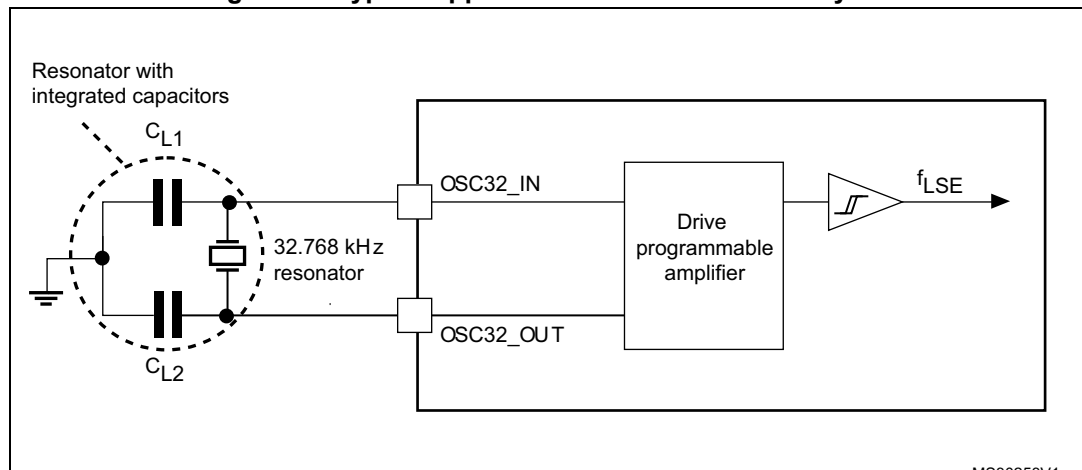 Resonator with
integrated capacitors
CL1
OSC32_IN
fLSE
Drive
programmable
amplifier
32.768 kHz
resonator
OSC32_OUT
CL2